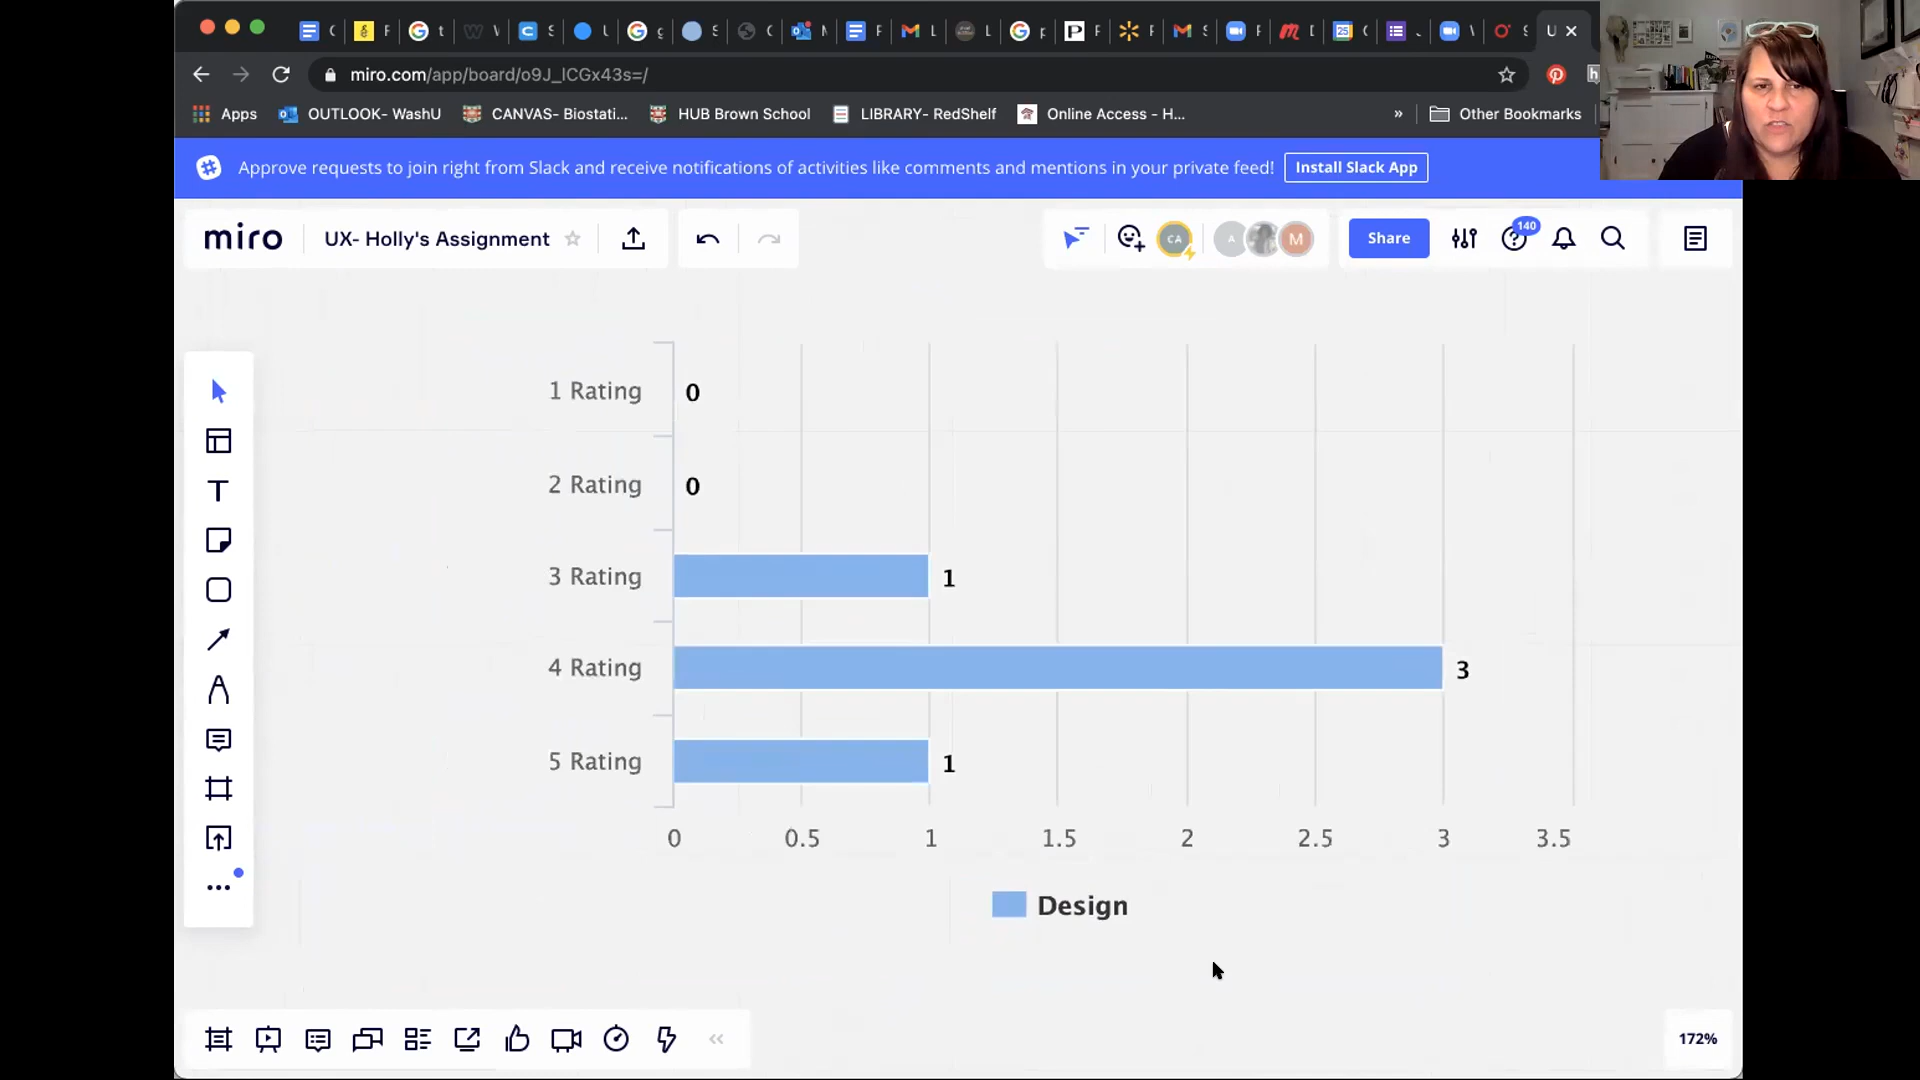 miro.com/app/board/o9J_lCGx43s=/
Apps OUTLOOK- WashU CANVAS- Biostati... HUB Brown School LIBRARY- RedShelf Online Access - H... » Other Bookmarks
Approve requests to join right from Slack and receive notifications of activities like comments and mentions in your private feed! Install Slack App
miro UX- Holly's Assignment CA A M Share 140
1 Rating 0
2 Rating 0
3 Rating 1
4 Rating 3
5 Rating 1
0 0.5 1 1.5 2 2.5 3 3.5
Design
172%